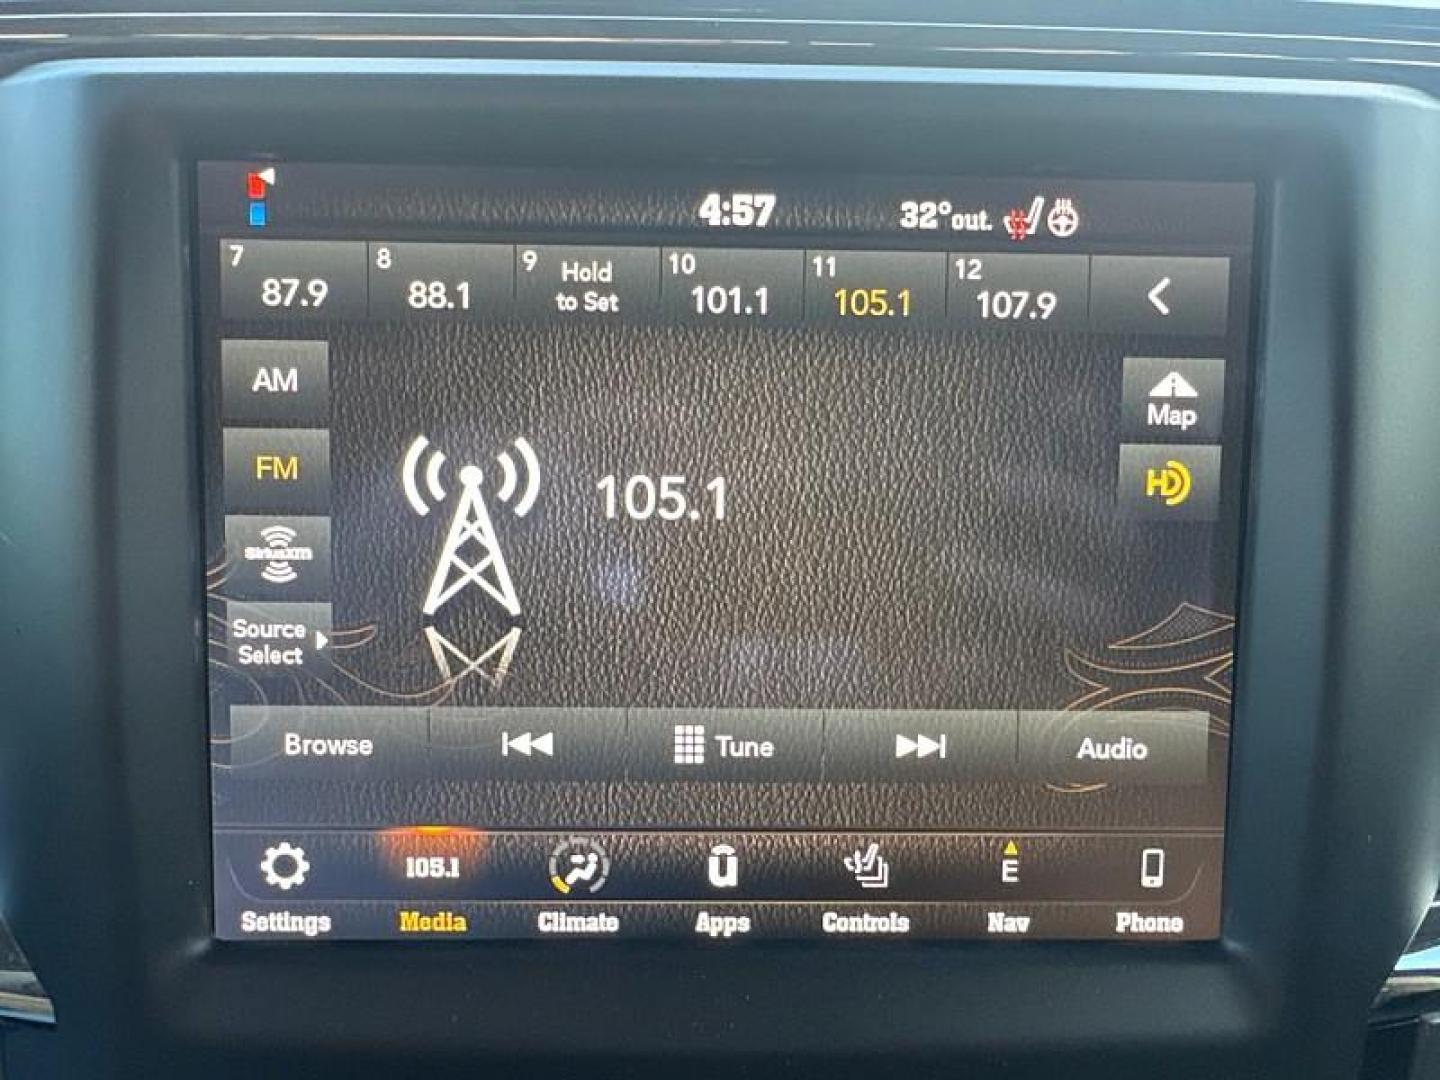 4:57 32° out.
7 8 9 Hold 10 11 12
87.9 88.1 to Set 101.1 105.1 107.9
AM
Map
FM
HD
105.1
SiriusXM
Source
Select
Browse Tune Audio
105.1 u E
Settings Media Climate Apps Controls Nav Phone